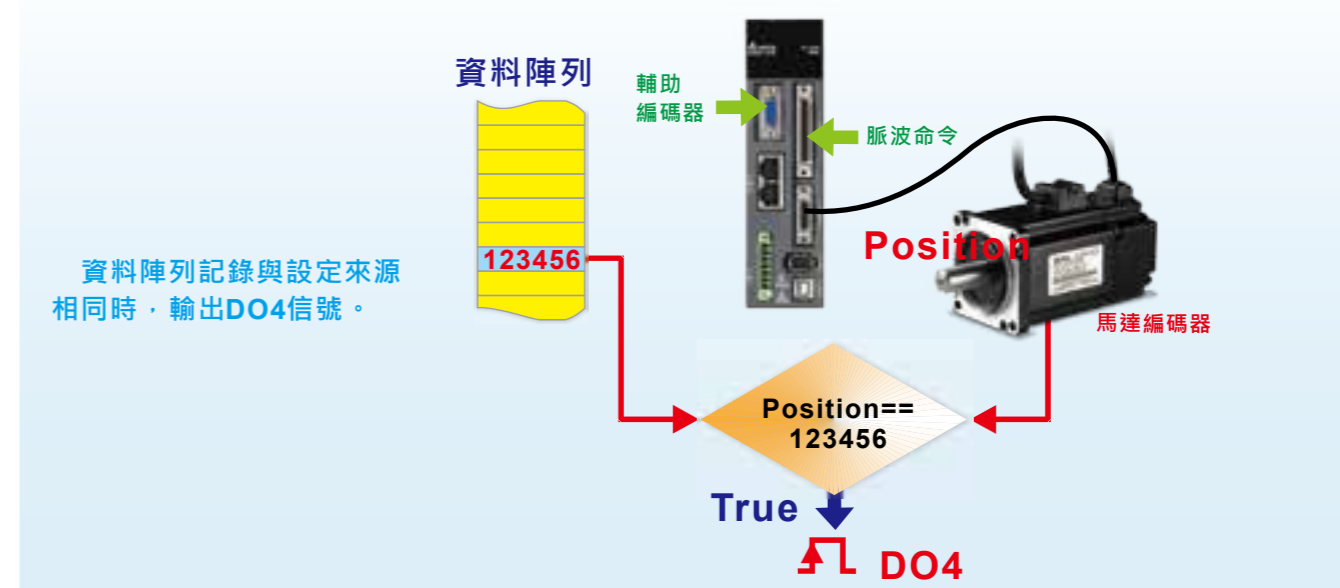 資料陣列
輔助
編碼器
脈波命令
123456
Position
資料陣列記錄與設定來源
相同時，輸出DO4信號。
馬達編碼器
Position==
123456
True
DO4